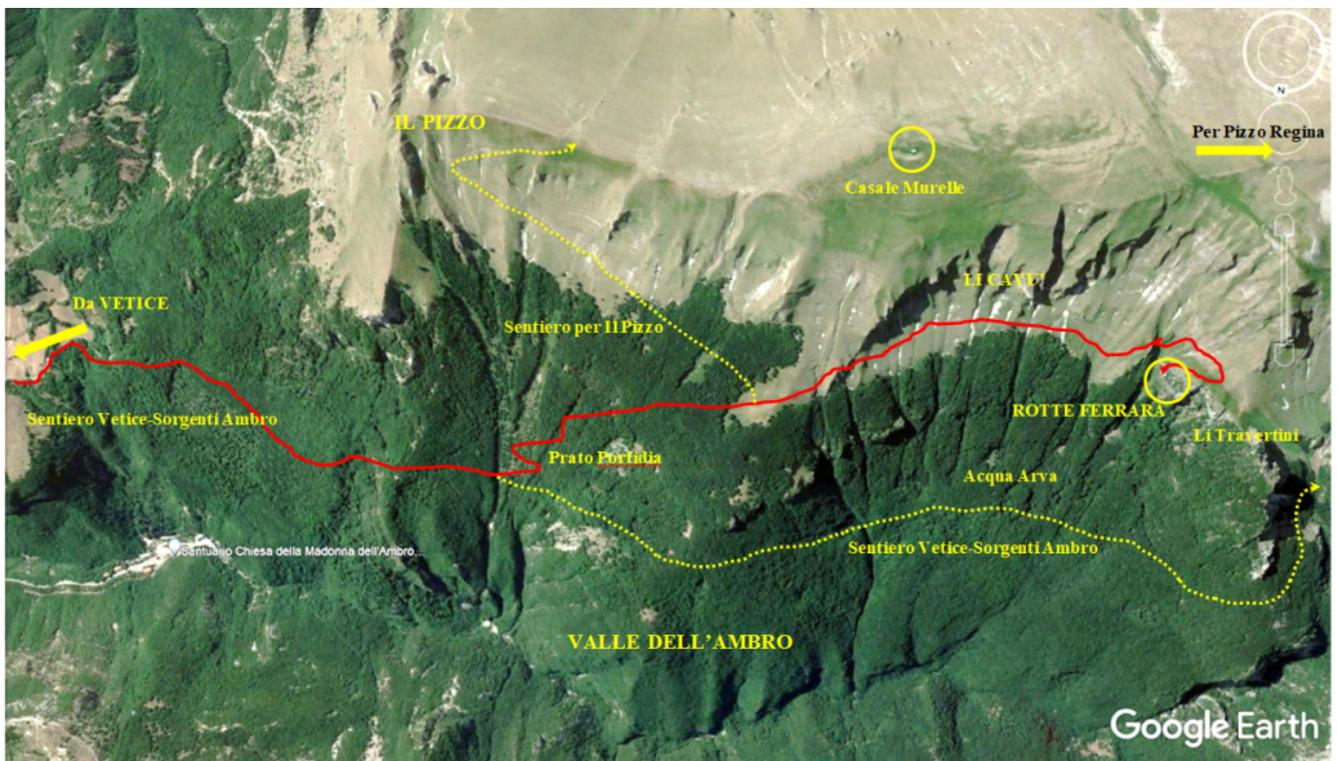 N
IL PIZZO
Per Pizzo Regina
Casale Murelle
LI CAVU'
Da VETICE
Sentiero per Il Pizzo
Sentiero Vetice-Sorgenti Ambro
ROTTE FERRARA
Li Travertini
Prato Porfidia
Acqua Arva
Santuario Chiesa della Madonna dell'Ambro...
Sentiero Vetice-Sorgenti Ambro
VALLE DELL'AMBRO
Google Earth